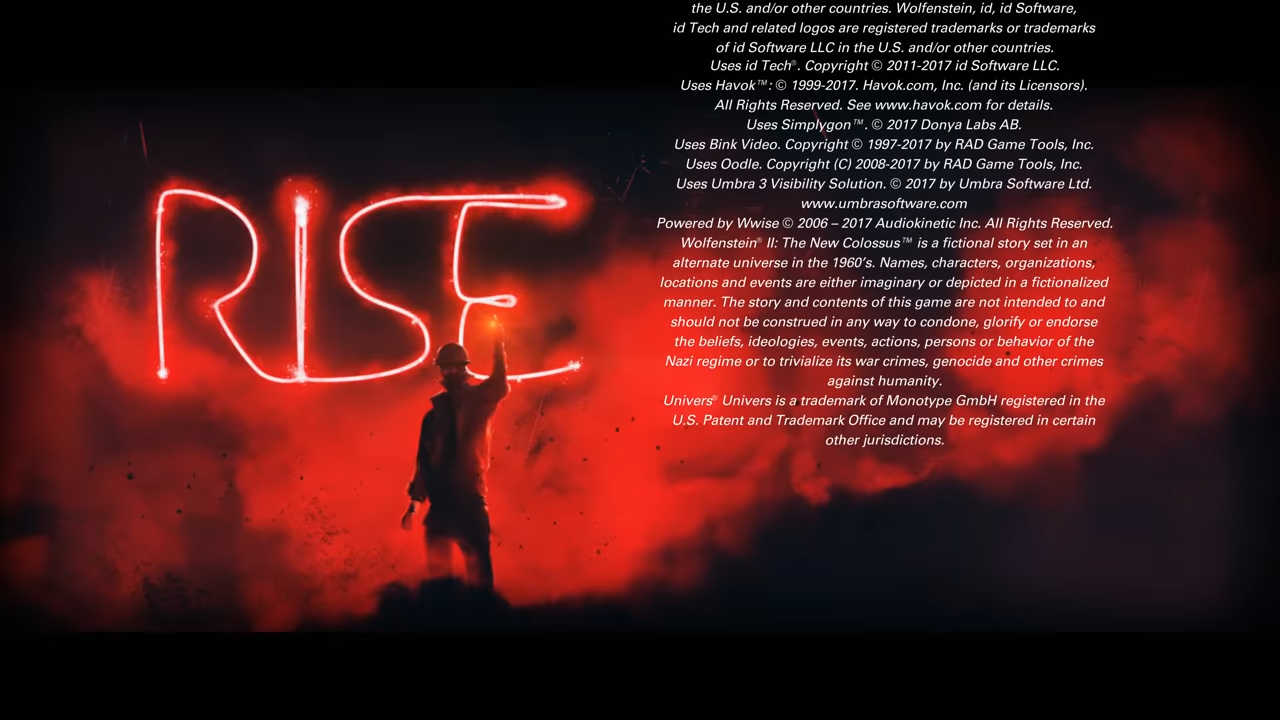 RISE
the U.S. and/or other countries. Wolfenstein, id, id Software,
id Tech and related logos are registered trademarks or trademarks
of id Software LLC in the U.S. and/or other countries.
Uses id Tech®. Copyright © 2011-2017 id Software LLC.
Uses Havok™: © 1999-2017. Havok.com, Inc. (and its Licensors).
All Rights Reserved. See www.havok.com for details.
Uses Simplygon™. © 2017 Donya Labs AB.
Uses Bink Video. Copyright © 1997-2017 by RAD Game Tools, Inc.
Uses Oodle. Copyright (C) 2008-2017 by RAD Game Tools, Inc.
Uses Umbra 3 Visibility Solution. © 2017 by Umbra Software Ltd.
www.umbrasoftware.com
Powered by Wwise © 2006 – 2017 Audiokinetic Inc. All Rights Reserved.
Wolfenstein® II: The New Colossus™ is a fictional story set in an
alternate universe in the 1960's. Names, characters, organizations,
locations and events are either imaginary or depicted in a fictionalized
manner. The story and contents of this game are not intended to and
should not be construed in any way to condone, glorify or endorse
the beliefs, ideologies, events, actions, persons or behavior of the
Nazi regime or to trivialize its war crimes, genocide and other crimes
against humanity.
Univers® Univers is a trademark of Monotype GmbH registered in the
U.S. Patent and Trademark Office and may be registered in certain
other jurisdictions.